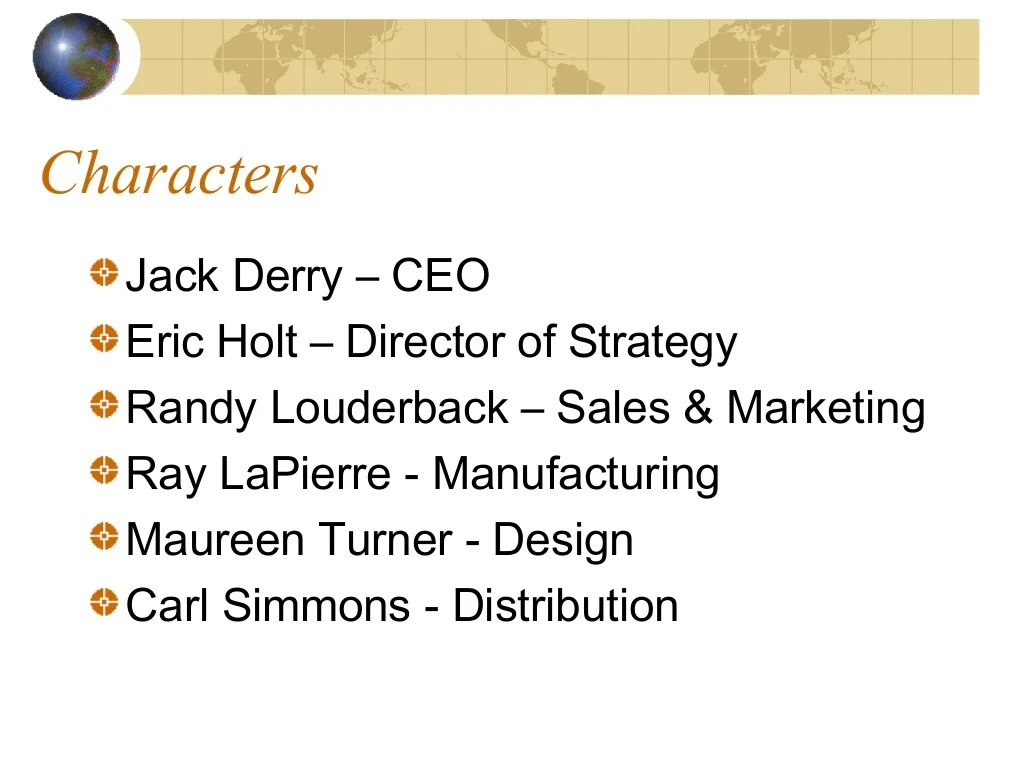 Characters
Jack Derry – CEO
Eric Holt – Director of Strategy
Randy Louderback – Sales & Marketing
Ray LaPierre - Manufacturing
Maureen Turner - Design
Carl Simmons - Distribution